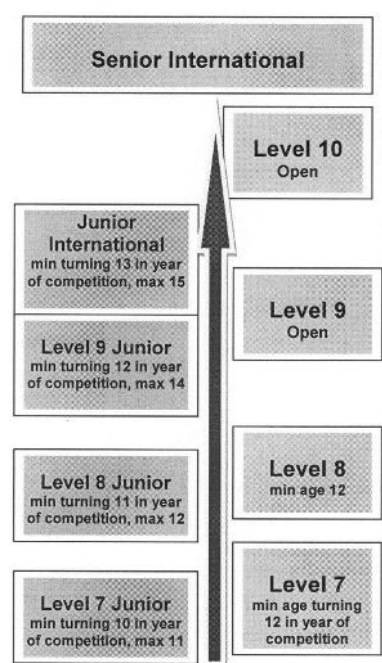 Senior International
Level 10
Open
Junior
International
min turning 13 in year
of competition, max 15
Level 9
Open
Level 9 Junior
min turning 12 in year
of competition, max 14
Level 8
min age 12
Level 8 Junior
min turning 11 in year
of competition, max 12
Level 7
min age turning
12 in year of
competition
Level 7 Junior
min turning 10 in year
of competition, max 11